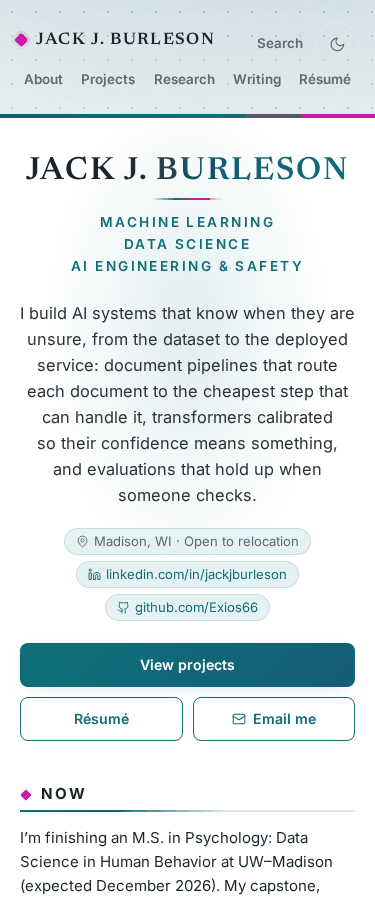 JACK J. BURLESON
Search
About Projects Research Writing Résumé
JACK J. BURLESON
MACHINE LEARNING
DATA SCIENCE
AI ENGINEERING & SAFETY
I build AI systems that know when they are
unsure, from the dataset to the deployed
service: document pipelines that route
each document to the cheapest step that
can handle it, transformers calibrated
so their confidence means something,
and evaluations that hold up when
someone checks.
Madison, WI · Open to relocation
linkedin.com/in/jackjburleson
github.com/Exios66
View projects
Résumé
Email me
NOW
I’m finishing an M.S. in Psychology: Data
Science in Human Behavior at UW–Madison
(expected December 2026). My capstone,